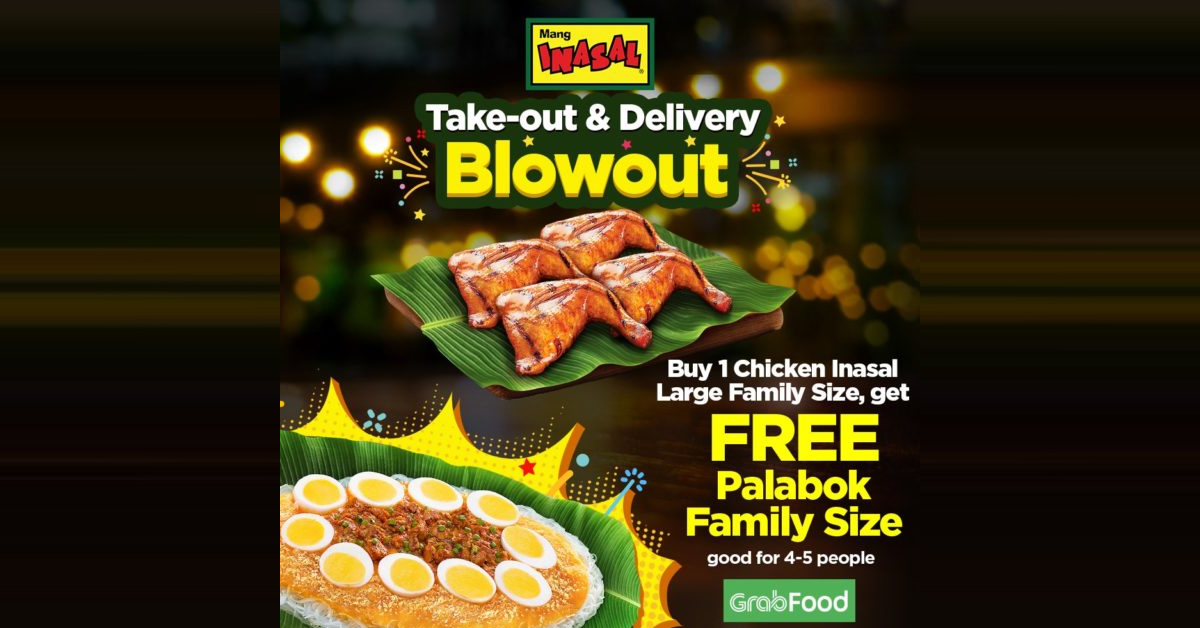 Mang
INASAL
Take-out & Delivery
Blowout
Buy 1 Chicken Inasal
Large Family Size, get
FREE
Palabok
Family Size
good for 4-5 people
GrabFood